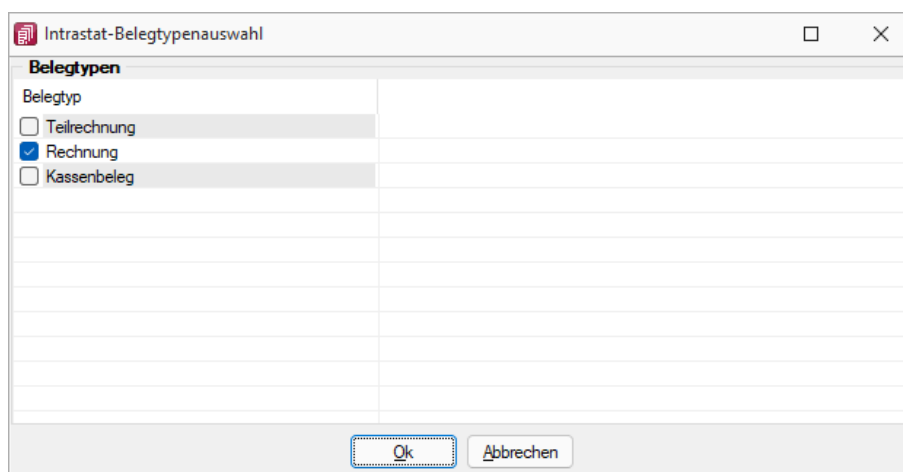 Intrastat-Belegtypenauswahl
Belegtypen
Belegtyp
Teilrechnung
Rechnung
Kassenbeleg
Ok Abbrechen